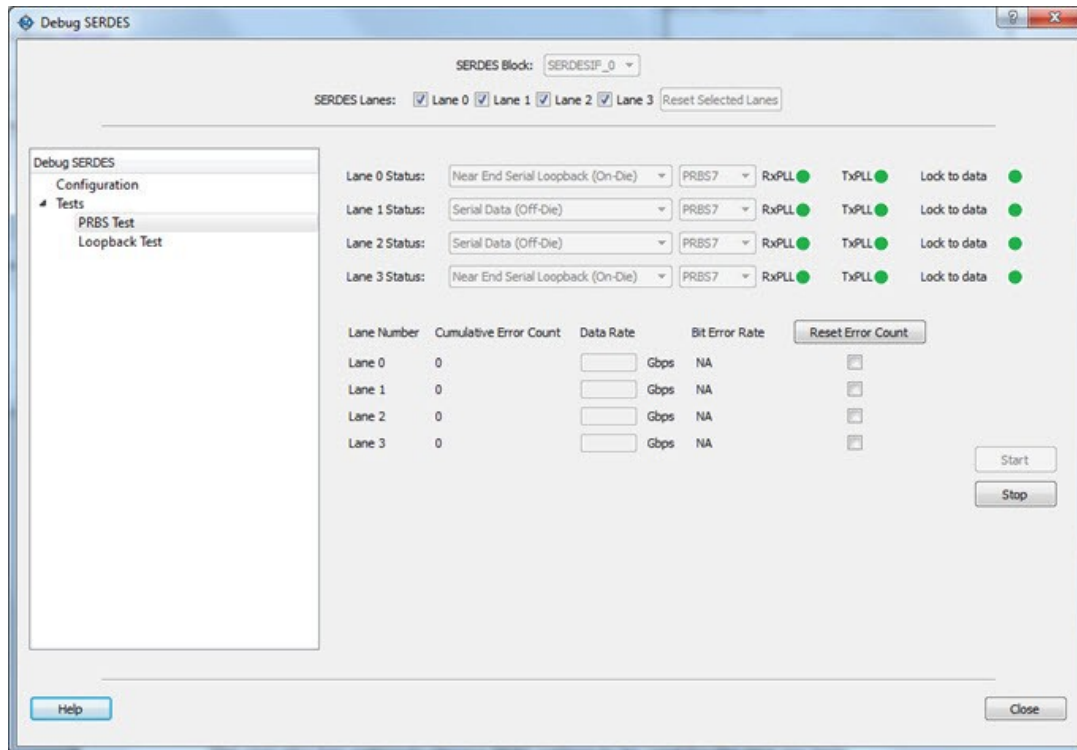 Debug SERDES
SERDES Block: SERDESIF_0
SERDES Lanes: Lane 0 Lane 1 Lane 2 Lane 3 Reset Selected Lanes
Debug SERDES
Configuration
Tests
PRBS Test
Loopback Test
Lane 0 Status: Near End Serial Loopback (On-Die) PRBS7 RxPLL TxPLL Lock to data
Lane 1 Status: Serial Data (Off-Die) PRBS7 RxPLL TxPLL Lock to data
Lane 2 Status: Serial Data (Off-Die) PRBS7 RxPLL TxPLL Lock to data
Lane 3 Status: Near End Serial Loopback (On-Die) PRBS7 RxPLL TxPLL Lock to data
Lane Number Cumulative Error Count Data Rate Bit Error Rate Reset Error Count
Lane 0 0 Gbps NA
Lane 1 0 Gbps NA
Lane 2 0 Gbps NA
Lane 3 0 Gbps NA
Start
Stop
Help Close